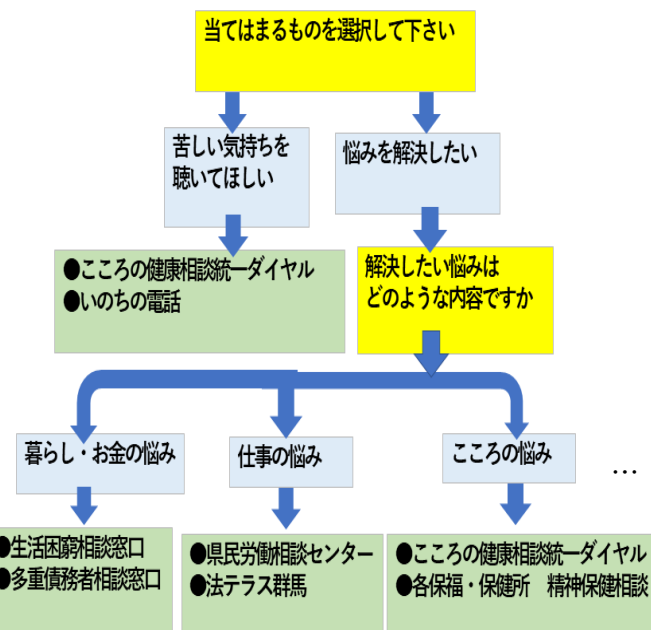 当てはまるものを選択して下さい
苦しい気持ちを
聴いてほしい
悩みを解決したい
●こころの健康相談統一ダイヤル
●いのちの電話
解決したい悩みは
どのような内容ですか
暮らし・お金の悩み
仕事の悩み
こころの悩み
…
●生活困窮相談窓口
●多重債務者相談窓口
●県民労働相談センター
●法テラス群馬
●こころの健康相談統一ダイヤル
●各保福・保健所　精神保健相談